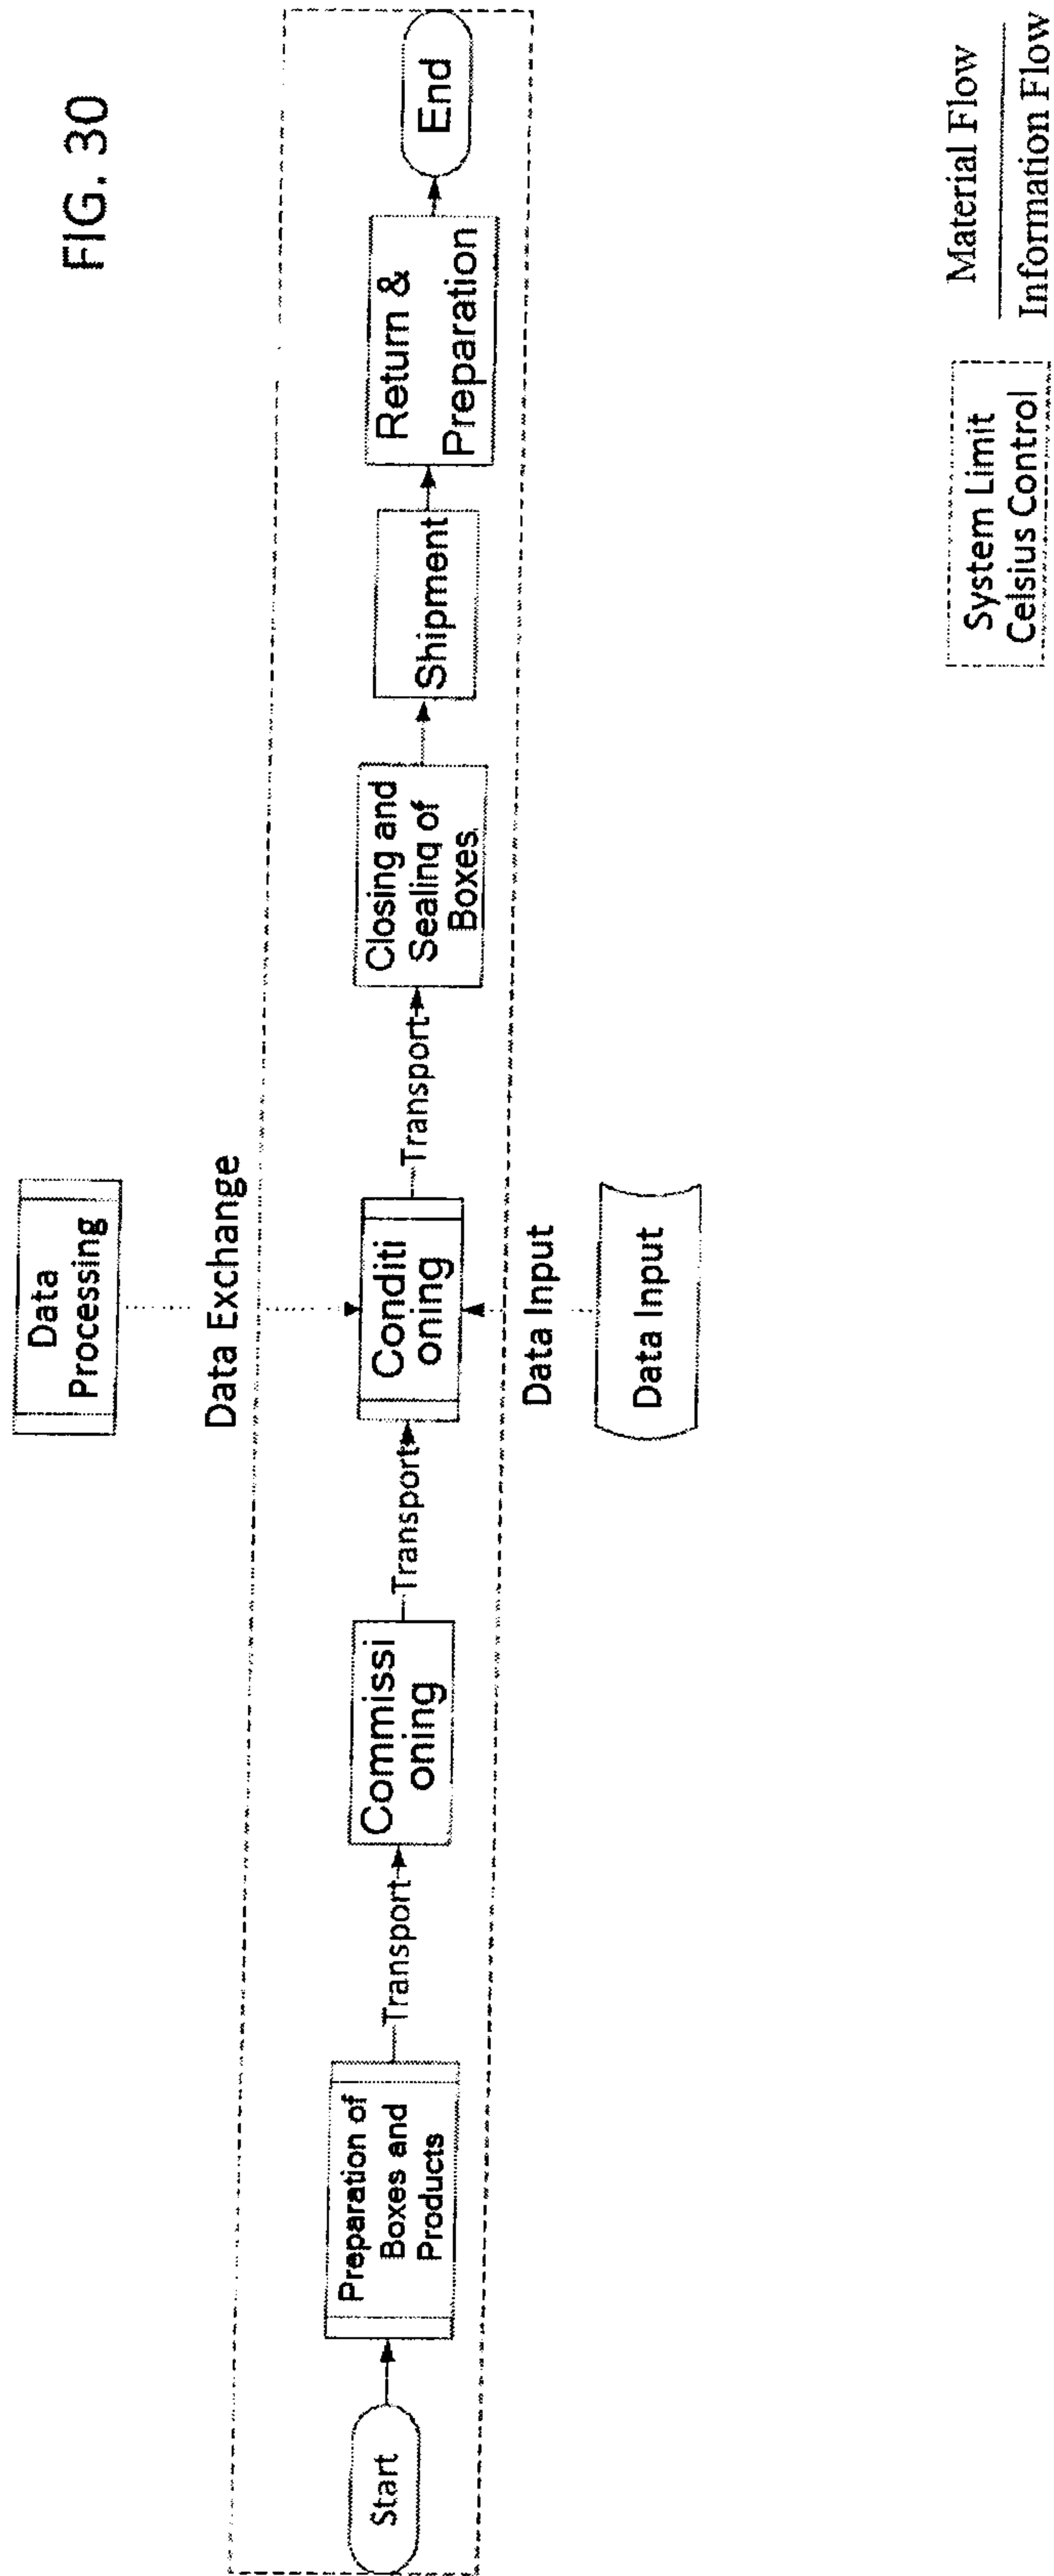 FIG. 30
Data
Processing
Data Exchange
Start
Preparation of
Boxes and
Products
Transport
Commissi
oning
Transport
Conditi
oning
Transport
Closing and
Sealing of
Boxes.
Shipment
Return &
Preparation
End
Data Input
Data Input
System Limit
Celsius Control
Material Flow
Information Flow